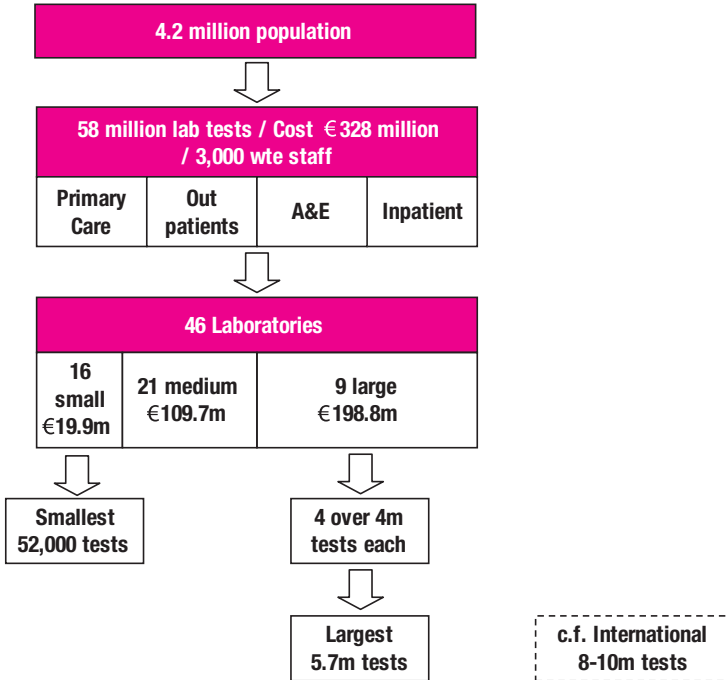 4.2 million population
58 million lab tests / Cost €328 million
/ 3,000 wte staff
Primary
Care
Out
patients
A&E
Inpatient
46 Laboratories
16
small
€19.9m
21 medium
€109.7m
9 large
€198.8m
Smallest
52,000 tests
4 over 4m
tests each
Largest
5.7m tests
c.f. International
8-10m tests